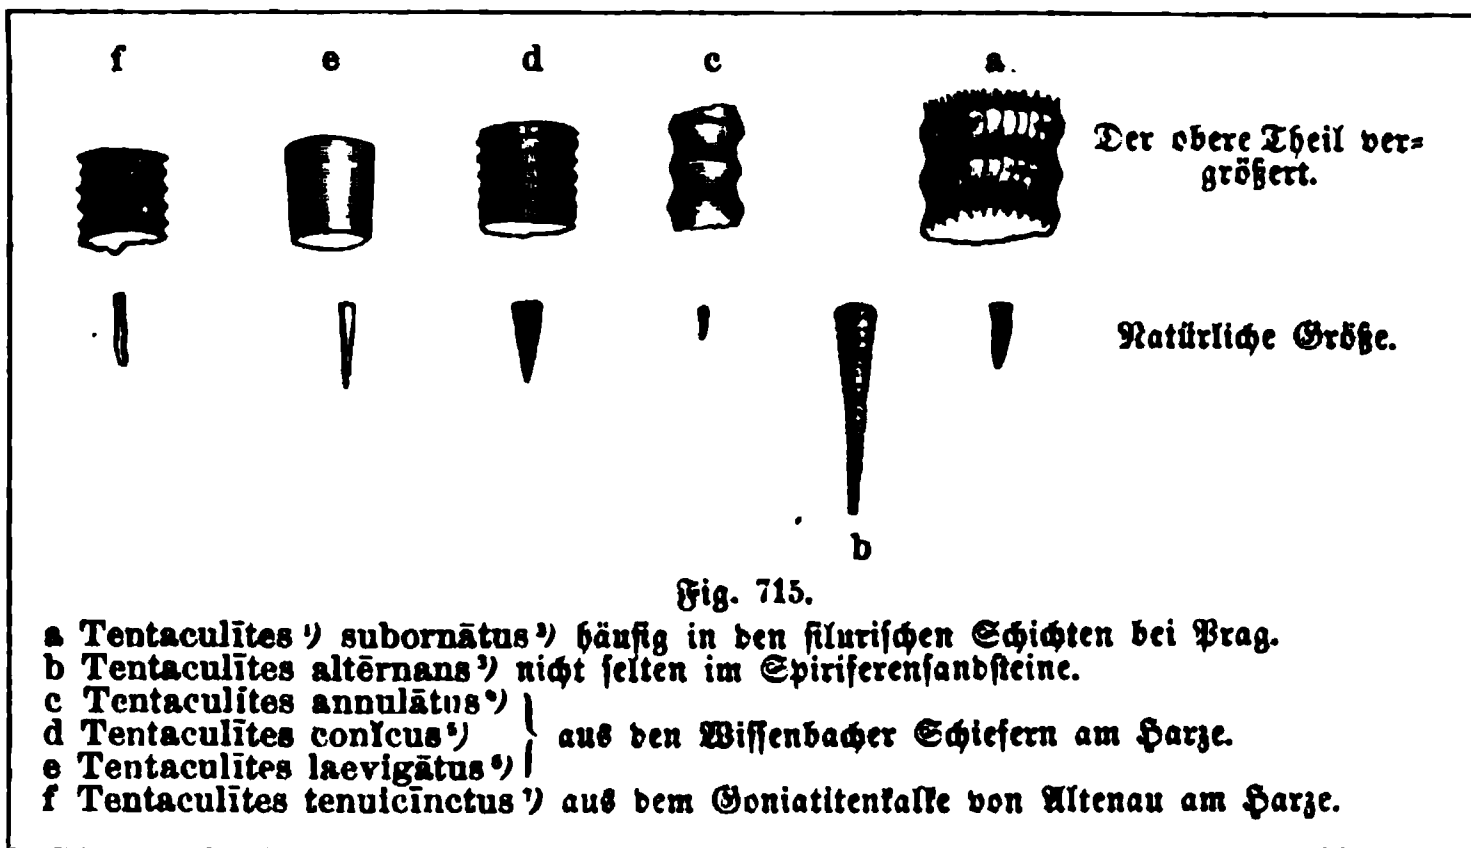 f e d c a.
Der obere Theil ver=
größert.
Natürliche Größe.
b
Fig. 715.
a Tentaculītes ¹) subornātus ²) häufig in den silurischen Schichten bei Prag.
b Tentaculītes altērnans ³) nicht selten im Spiriferensandsteine.
c Tentaculītes annulātus ⁴)
d Tentaculītes conĭcus ⁵) } aus den Wissenbacher Schiefern am Harze.
e Tentaculītes laevigātus ⁶)
f Tentaculītes tenuicīnctus ⁷) aus dem Goniatitenkalke von Altenau am Harze.